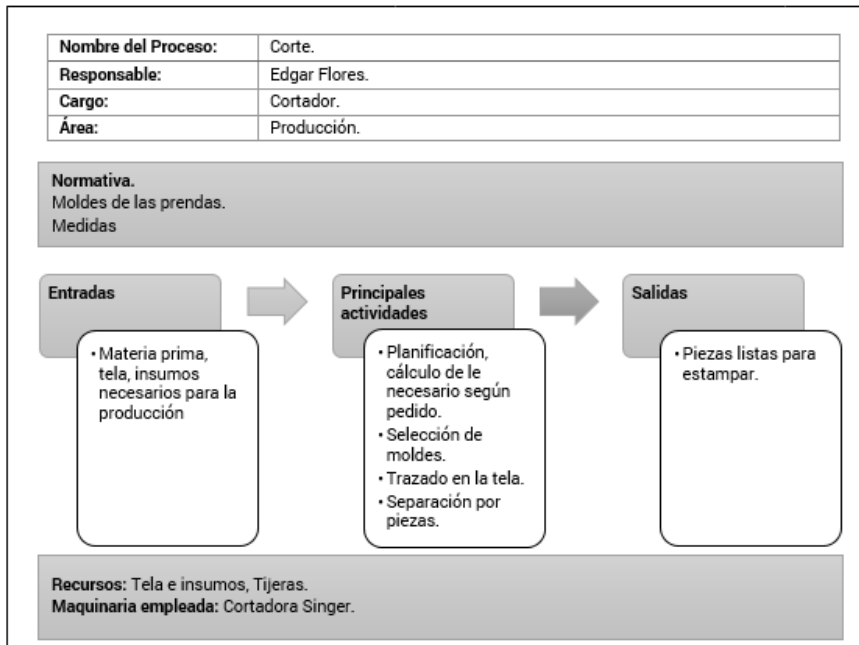 Nombre del Proceso: Corte.
Responsable: Edgar Flores.
Cargo: Cortador.
Área: Producción.
Normativa.
Moldes de las prendas.
Medidas
Entradas
• Materia prima,
tela, insumos
necesarios para la
producción
Principales
actividades
• Planificación,
cálculo de le
necesario según
pedido.
• Selección de
moldes.
• Trazado en la tela.
• Separación por
piezas.
Salidas
• Piezas listas para
estampar.
Recursos: Tela e insumos, Tijeras.
Maquinaria empleada: Cortadora Singer.